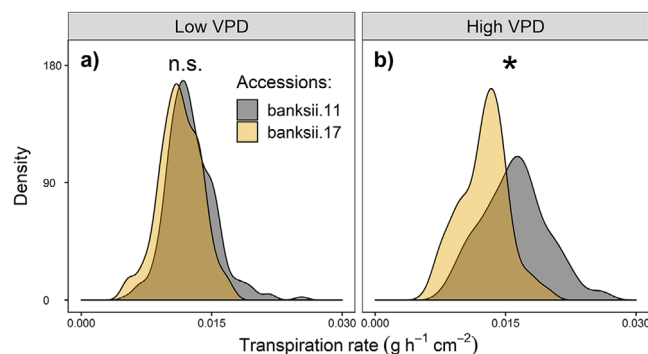 Low VPD
High VPD
a)
n.s.
Accessions:
banksii.11
banksii.17
b)
*
180
90
0
Density
0.000
0.015
0.030
0.000
0.015
0.030
Transpiration rate (g h⁻¹ cm⁻²)